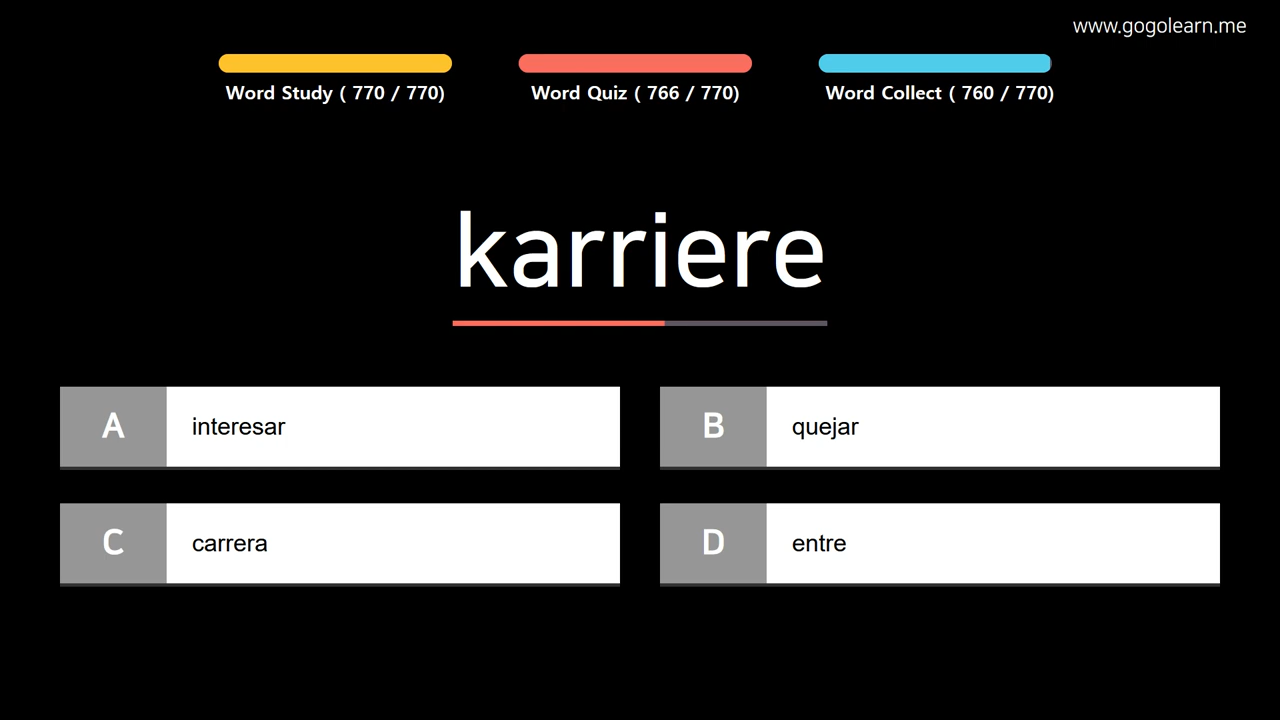 www.gogolearn.me
Word Study ( 770 / 770)
Word Quiz ( 766 / 770)
Word Collect ( 760 / 770)
karriere
A interesar
B quejar
C carrera
D entre